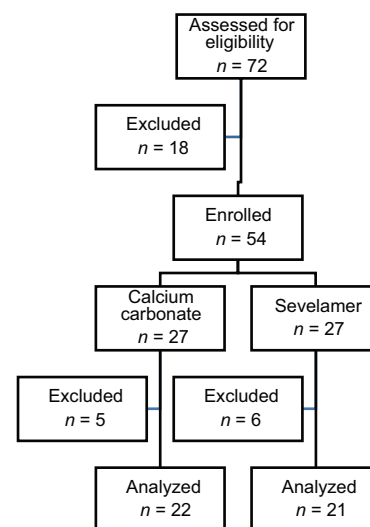 Assessed for
eligibility
n = 72
Excluded
n = 18
Enrolled
n = 54
Calcium
carbonate
n = 27
Sevelamer
n = 27
Excluded
n = 5
Excluded
n = 6
Analyzed
n = 22
Analyzed
n = 21